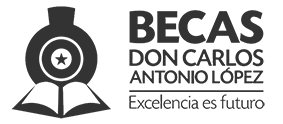 BECAS
DON CARLOS
ANTONIO LÓPEZ
Excelencia es futuro